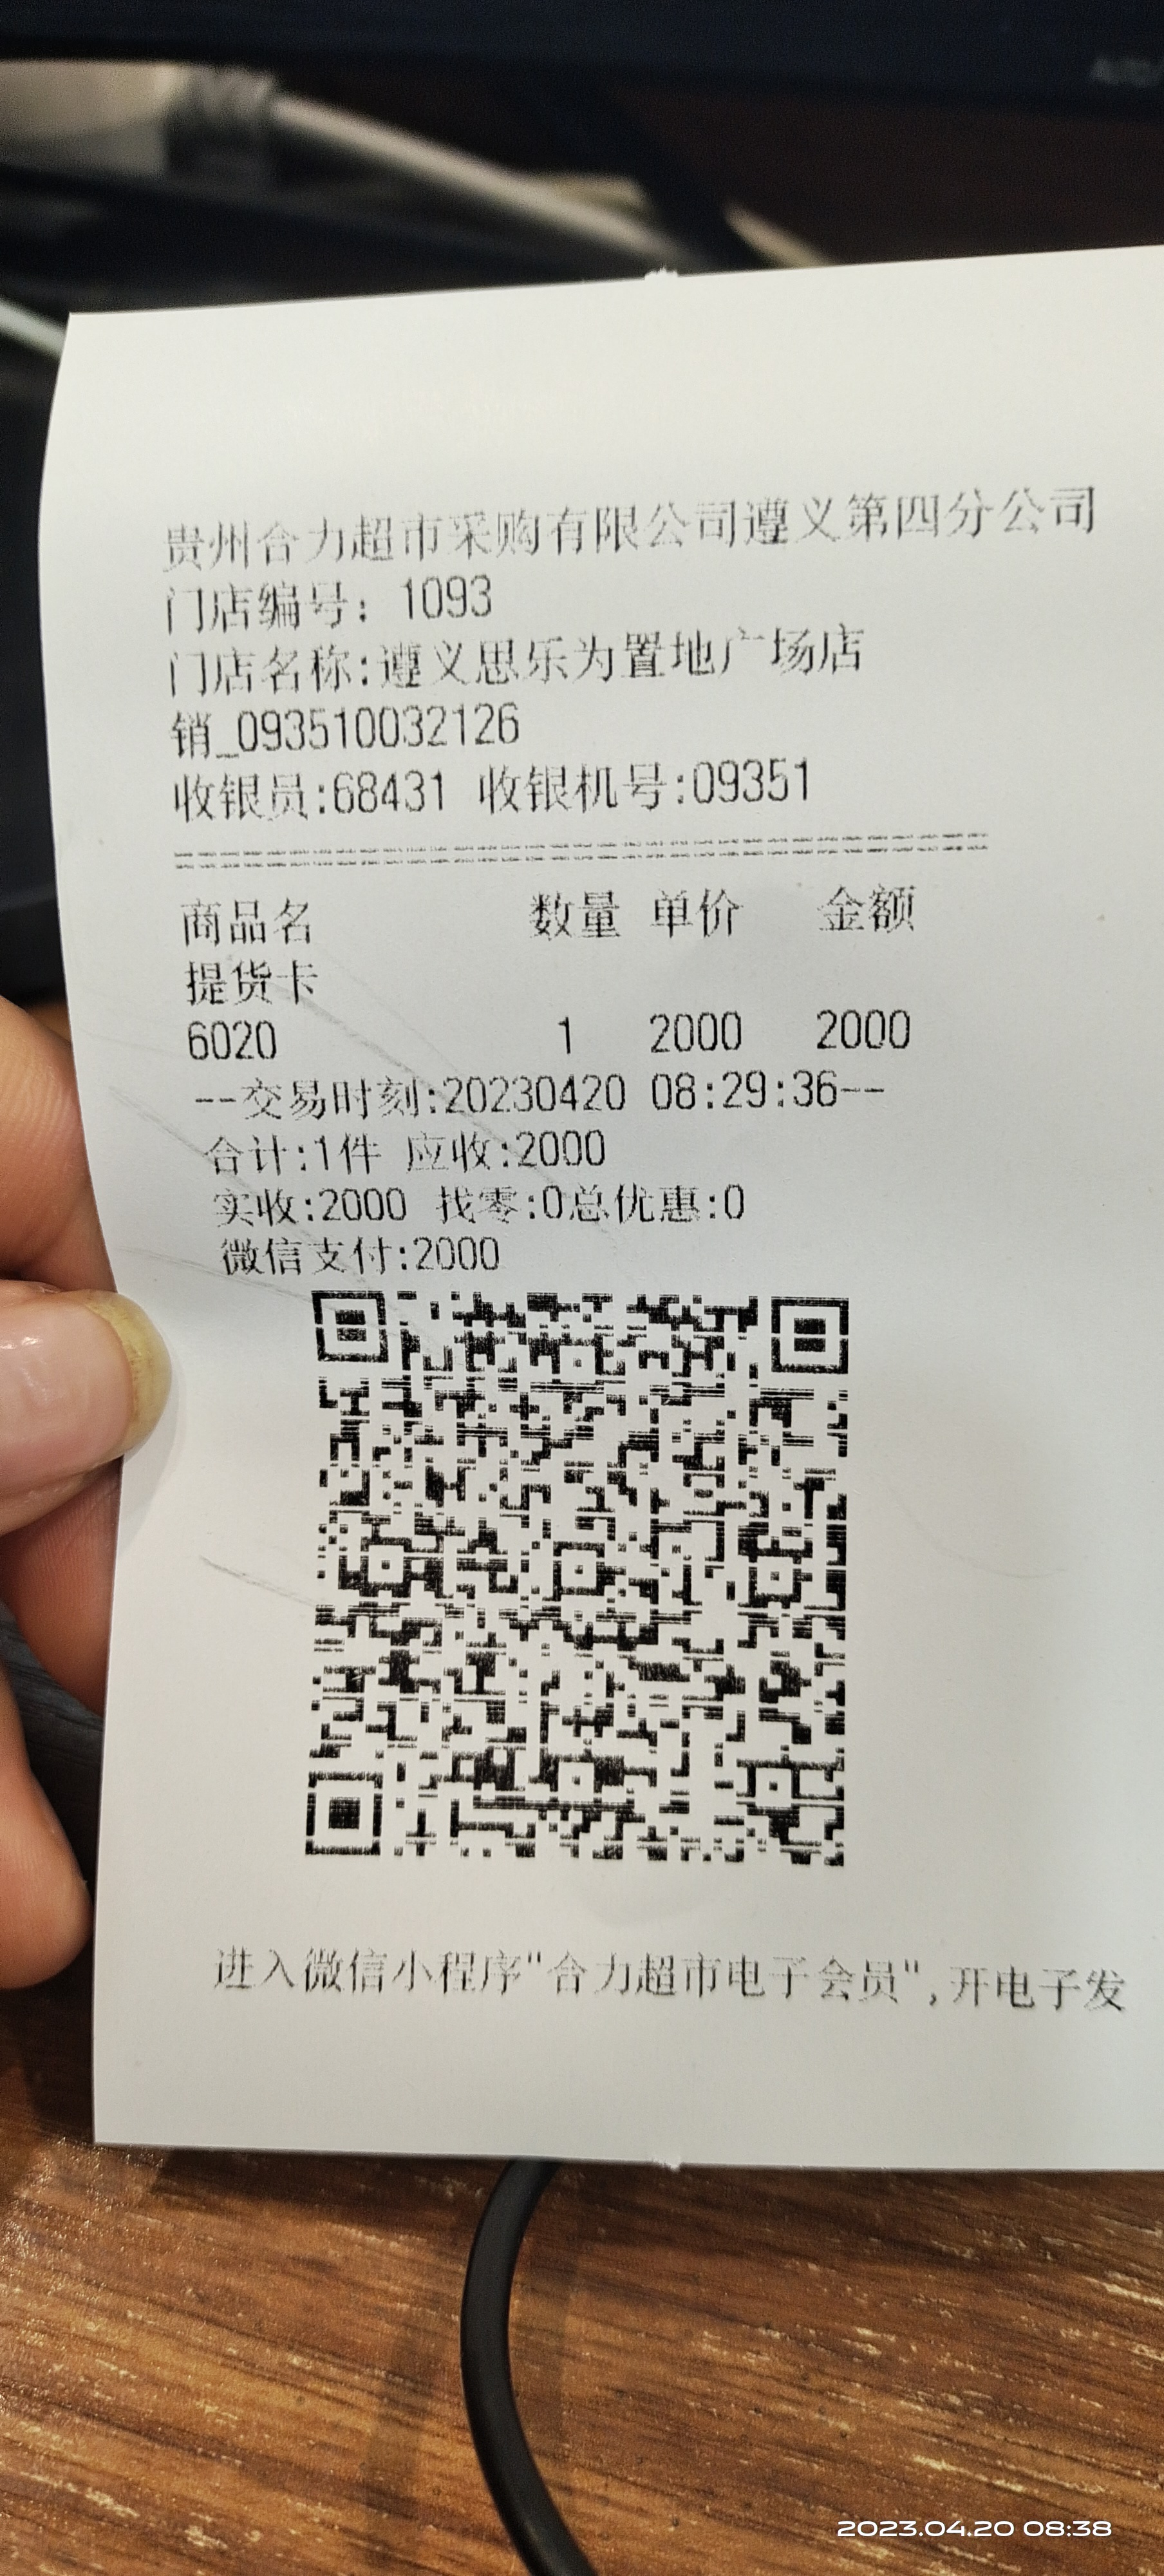 贵州合力超市采购有限公司遵义第四分公司
门店编号：1093
门店名称:遵义思乐为置地广场店
销_093510032126
收银员:68431 收银机号:09351
商品名 数量 单价 金额
提货卡
6020 1 2000 2000
--交易时刻:20230420 08:29:36--
合计:1件 应收:2000
实收:2000 找零:0总优惠:0
微信支付:2000
进入微信小程序"合力超市电子会员",开电子发
2023.04.20 08:38